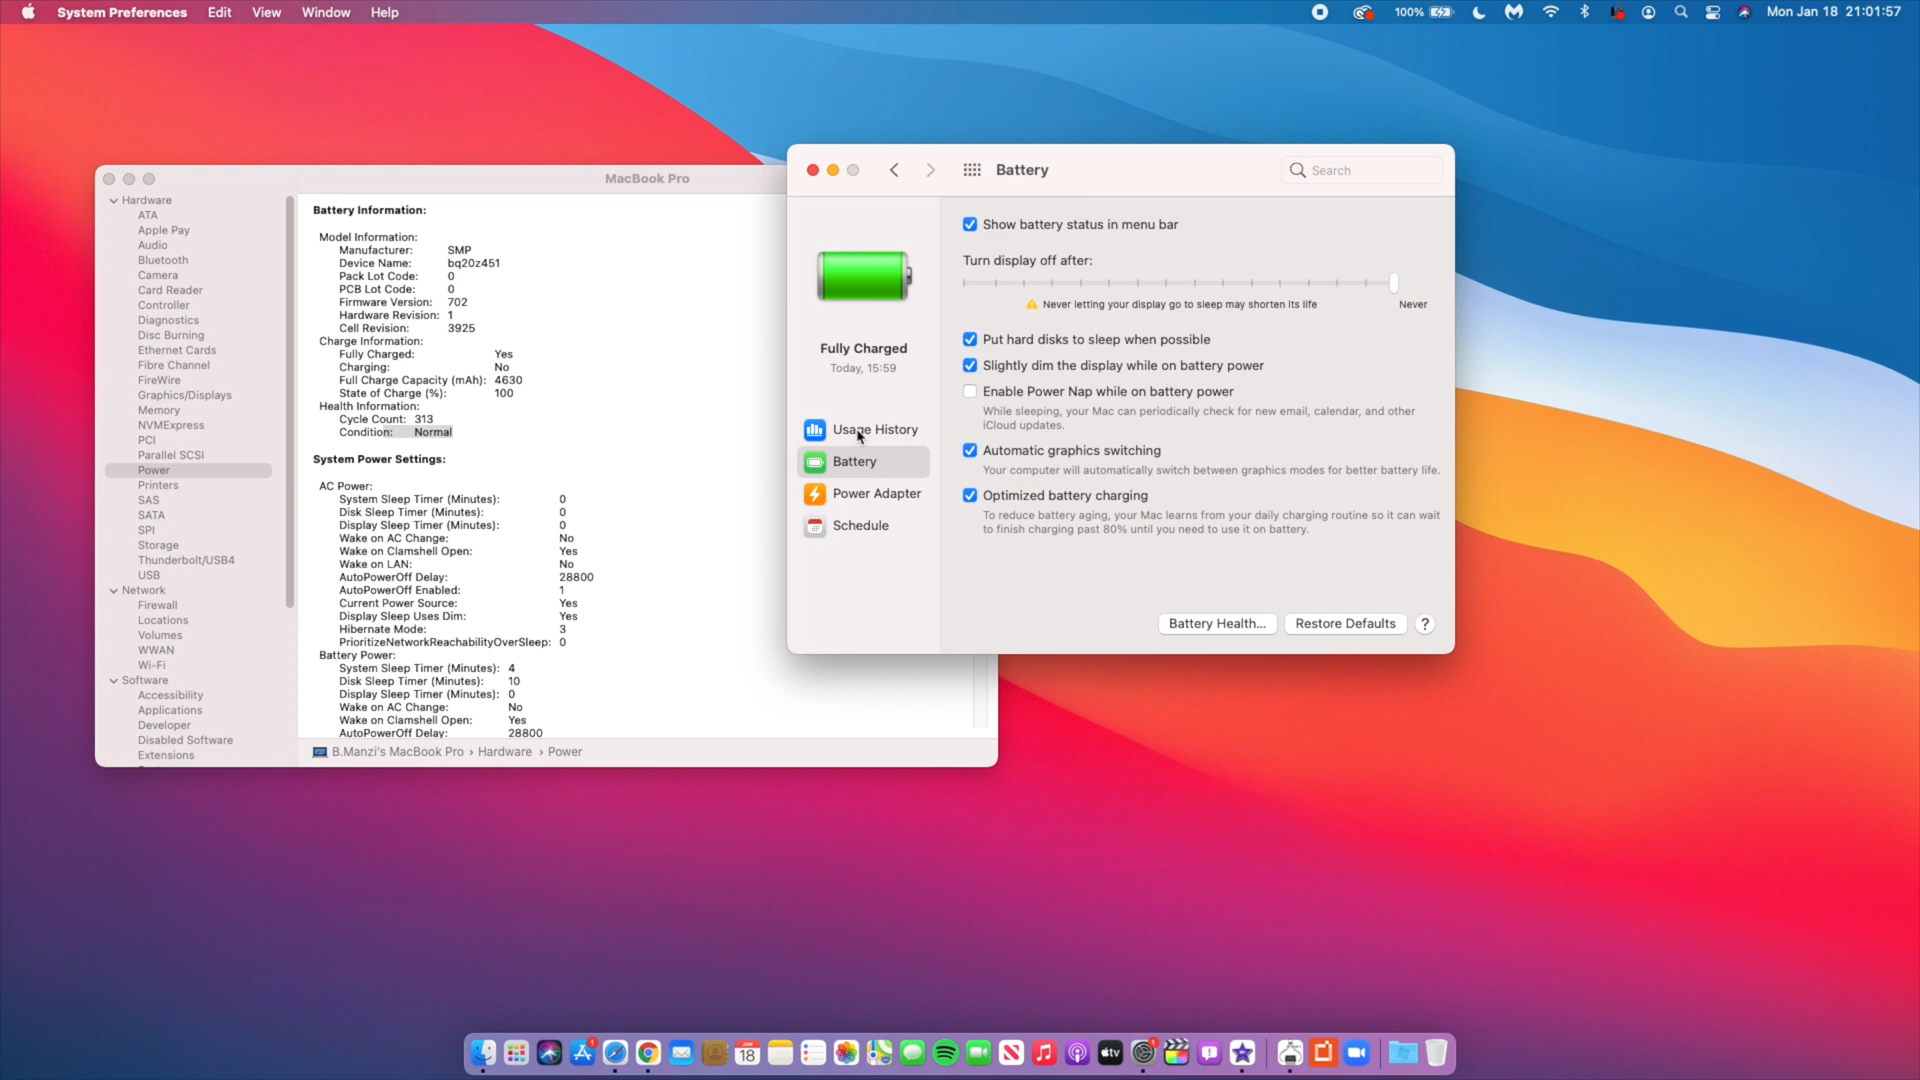 System Preferences Edit View Window Help
100% Mon Jan 18 21:01:57
MacBook Pro
Hardware
ATA
Apple Pay
Audio
Bluetooth
Camera
Card Reader
Controller
Diagnostics
Disc Burning
Ethernet Cards
Fibre Channel
FireWire
Graphics/Displays
Memory
NVMExpress
PCI
Parallel SCSI
Power
Printers
SAS
SATA
SPI
Storage
Thunderbolt/USB4
USB
Network
Firewall
Locations
Volumes
WWAN
Wi-Fi
Software
Accessibility
Applications
Developer
Disabled Software
Extensions
Battery Information:
Model Information:
Manufacturer: SMP
Device Name: bq20z451
Pack Lot Code: 0
PCB Lot Code: 0
Firmware Version: 702
Hardware Revision: 1
Cell Revision: 3925
Charge Information:
Fully Charged: Yes
Charging: No
Full Charge Capacity (mAh): 4630
State of Charge (%): 100
Health Information:
Cycle Count: 313
Condition: Normal
System Power Settings:
AC Power:
System Sleep Timer (Minutes): 0
Disk Sleep Timer (Minutes): 0
Display Sleep Timer (Minutes): 0
Wake on AC Change: No
Wake on Clamshell Open: Yes
Wake on LAN: No
AutoPowerOff Delay: 28800
AutoPowerOff Enabled: 1
Current Power Source: Yes
Display Sleep Uses Dim: Yes
Hibernate Mode: 3
PrioritizeNetworkReachabilityOverSleep: 0
Battery Power:
System Sleep Timer (Minutes): 4
Disk Sleep Timer (Minutes): 10
Display Sleep Timer (Minutes): 0
Wake on AC Change: No
Wake on Clamshell Open: Yes
AutoPowerOff Delay: 28800
B.Manzi's MacBook Pro › Hardware › Power
Battery
Search
Fully Charged
Today, 15:59
Usage History
Battery
Power Adapter
Schedule
Show battery status in menu bar
Turn display off after:
Never letting your display go to sleep may shorten its life
Never
Put hard disks to sleep when possible
Slightly dim the display while on battery power
Enable Power Nap while on battery power
While sleeping, your Mac can periodically check for new email, calendar, and other
iCloud updates.
Automatic graphics switching
Your computer will automatically switch between graphics modes for better battery life.
Optimized battery charging
To reduce battery aging, your Mac learns from your daily charging routine so it can wait
to finish charging past 80% until you need to use it on battery.
Battery Health... Restore Defaults ?
1
JAN
18
tv
1